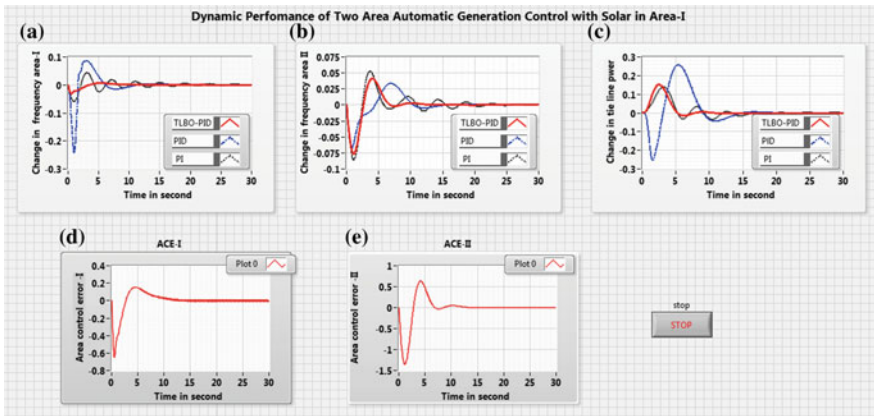 Dynamic Perfomance of Two Area Automatic Generation Control with Solar in Area-I
(a)
Change in frequency area-I
0.1
0
-0.1
-0.2
-0.3
0 5 10 15 20 25 30
Time in second
TLBO-PID
PID
PI
(b)
Change in frequency area II
0.075
0.05
0.025
0
-0.025
-0.05
-0.075
-0.1
0 5 10 15 20 25 30
Time in second
TLBO-PID
PID
PI
(c)
Change in tie line pwer
0.3
0.2
0.1
0
-0.1
-0.2
-0.3
0 5 10 15 20 25 30
Time in second
TLBO-PID
PID
PI
(d)
ACE-I
Plot 0
Area control error -I
0.4
0.2
0
-0.2
-0.4
-0.6
-0.8
0 5 10 15 20 25 30
Time in second
(e)
ACE-II
Plot 0
Area control error -II
1
0.5
0
-0.5
-1
-1.5
0 5 10 15 20 25 30
Time in second
stop
STOP